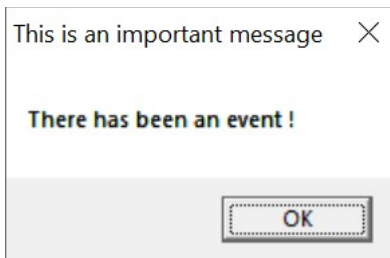 This is an important message
There has been an event !
OK